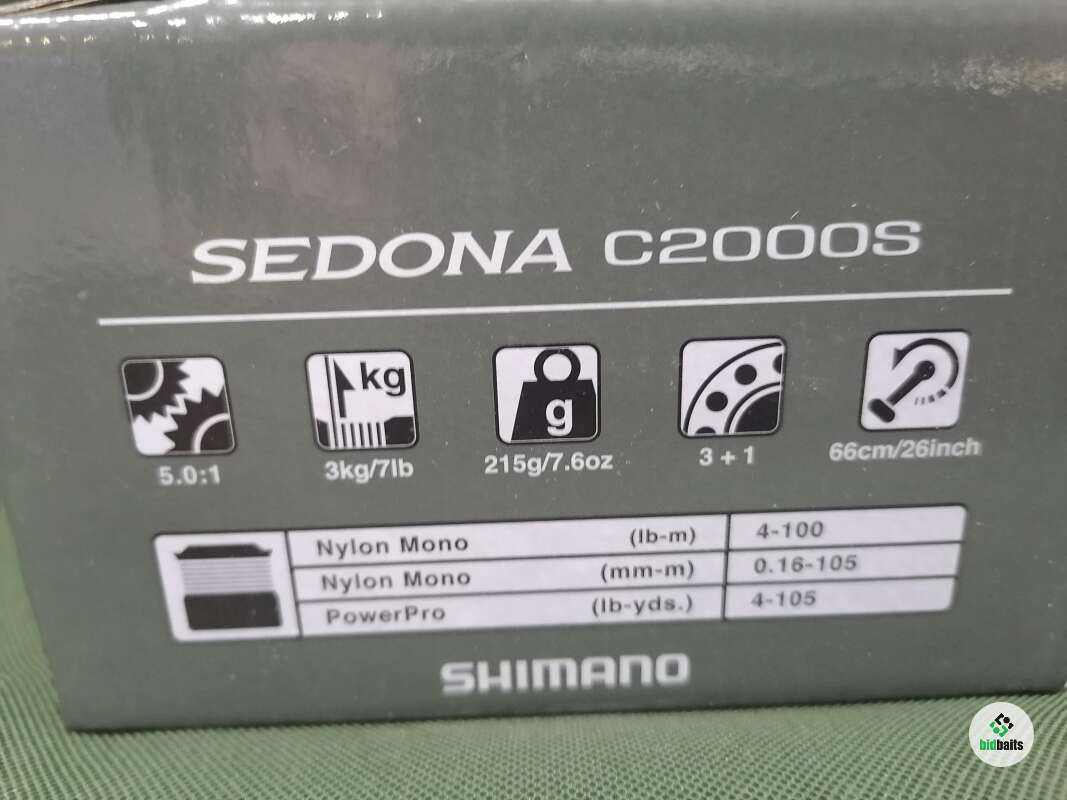 SEDONA C2000S
kg
g
5.0:1
3kg/7lb
215g/7.6oz
3 + 1
66cm/26inch
Nylon Mono (lb-m) 4-100
Nylon Mono (mm-m) 0.16-105
PowerPro (lb-yds.) 4-105
SHIMANO
bidbaits